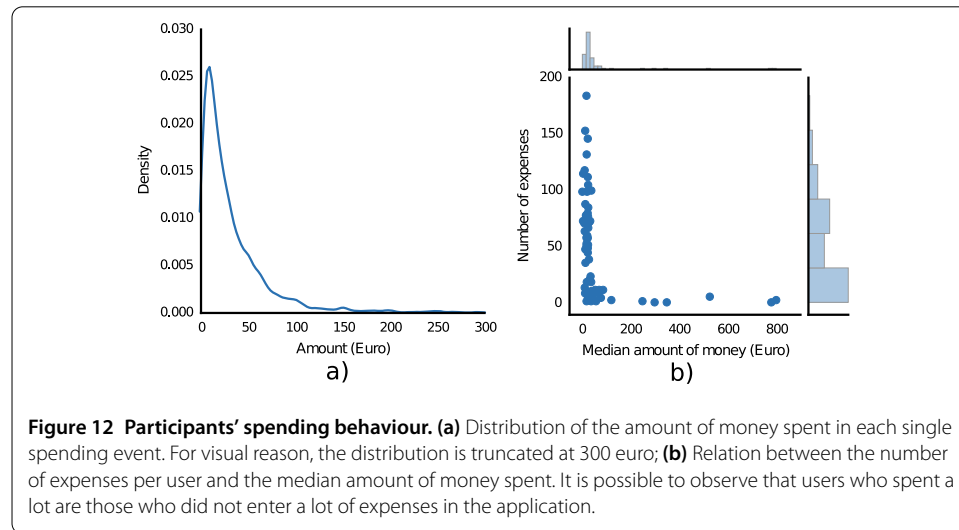 0.030
0.025
0.020
0.015
0.010
0.005
0.000
Density
0 50 100 150 200 250 300
Amount (Euro)
a)
200
150
100
50
0
Number of expenses
0 200 400 600 800
Median amount of money (Euro)
b)
Figure 12 Participants' spending behaviour. (a) Distribution of the amount of money spent in each single
spending event. For visual reason, the distribution is truncated at 300 euro; (b) Relation between the number
of expenses per user and the median amount of money spent. It is possible to observe that users who spent a
lot are those who did not enter a lot of expenses in the application.